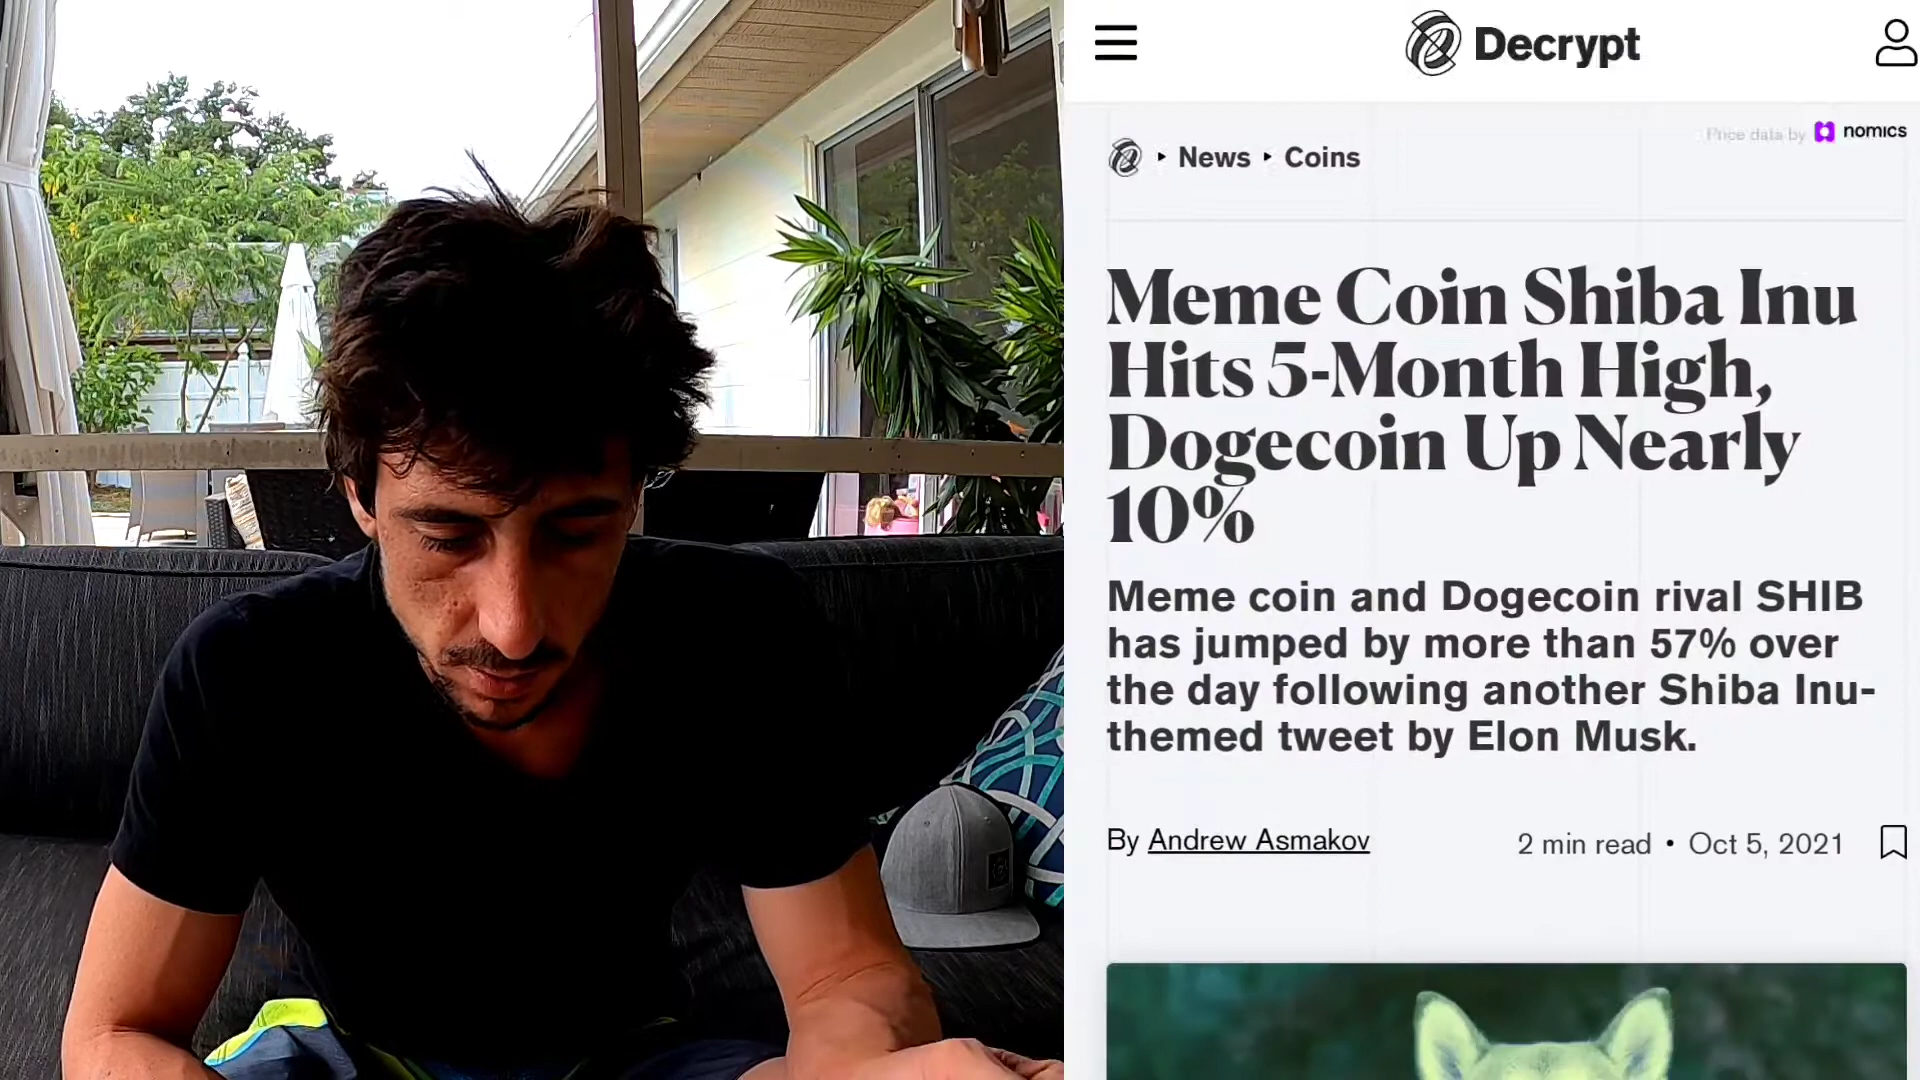 Decrypt
Price data by nomics
News Coins
Meme Coin Shiba Inu
Hits 5-Month High,
Dogecoin Up Nearly
10%
Meme coin and Dogecoin rival SHIB
has jumped by more than 57% over
the day following another Shiba Inu-
themed tweet by Elon Musk.
By Andrew Asmakov
2 min read • Oct 5, 2021